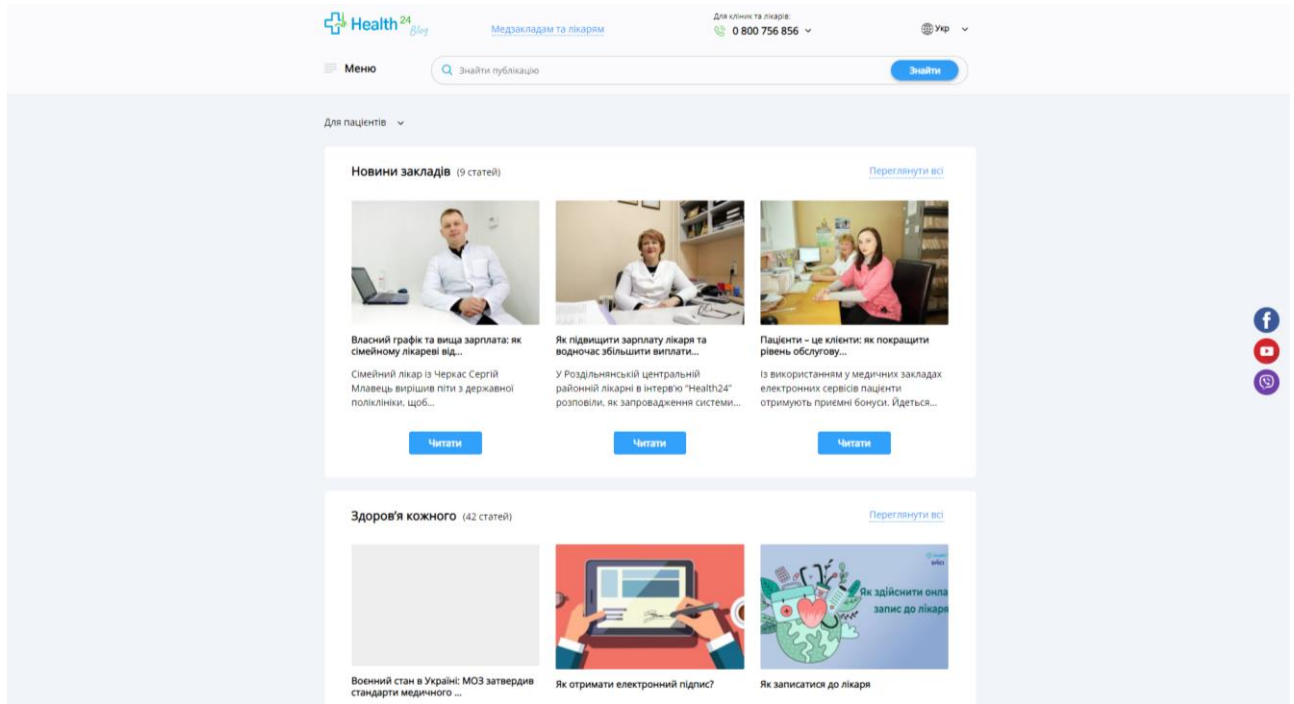 Health 24
Blog
Медзакладам та лікарям
Для клінік та лікарів:
0 800 756 856
Укр
Меню
Знайти публікацію
Знайти
Для пацієнтів
Новини закладів (9 статей)
Переглянути всі
Власний графік та вища зарплата: як
сімейному лікареві від...
Сімейний лікар із Черкас Сергій
Млавець вирішив піти з державної
поліклініки, щоб...
Читати
Як підвищити зарплату лікаря та
водночас збільшити виплати...
У Роздільнянській центральній
районній лікарні в інтерв'ю "Health24"
розповіли, як запровадження системи...
Читати
Пацієнти – це клієнти: як покращити
рівень обслугову...
Із використанням у медичних закладах
електронних сервісів пацієнти
отримують приємні бонуси. Йдеться...
Читати
Здоров'я кожного (42 статей)
Переглянути всі
Воєнний стан в Україні: МОЗ затвердив
стандарти медичного ...
Як отримати електронний підпис?
Як здійснити онла
запис до лікаря
Як записатися до лікаря